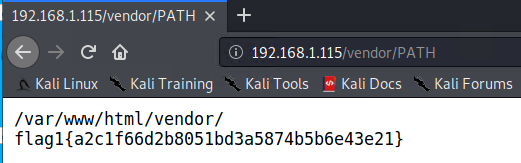 192.168.1.115/vendor/PATH
192.168.1.115/vendor/PATH
Kali Linux Kali Training Kali Tools Kali Docs Kali Forums
/var/www/html/vendor/
flag1{a2c1f66d2b8051bd3a5874b5b6e43e21}